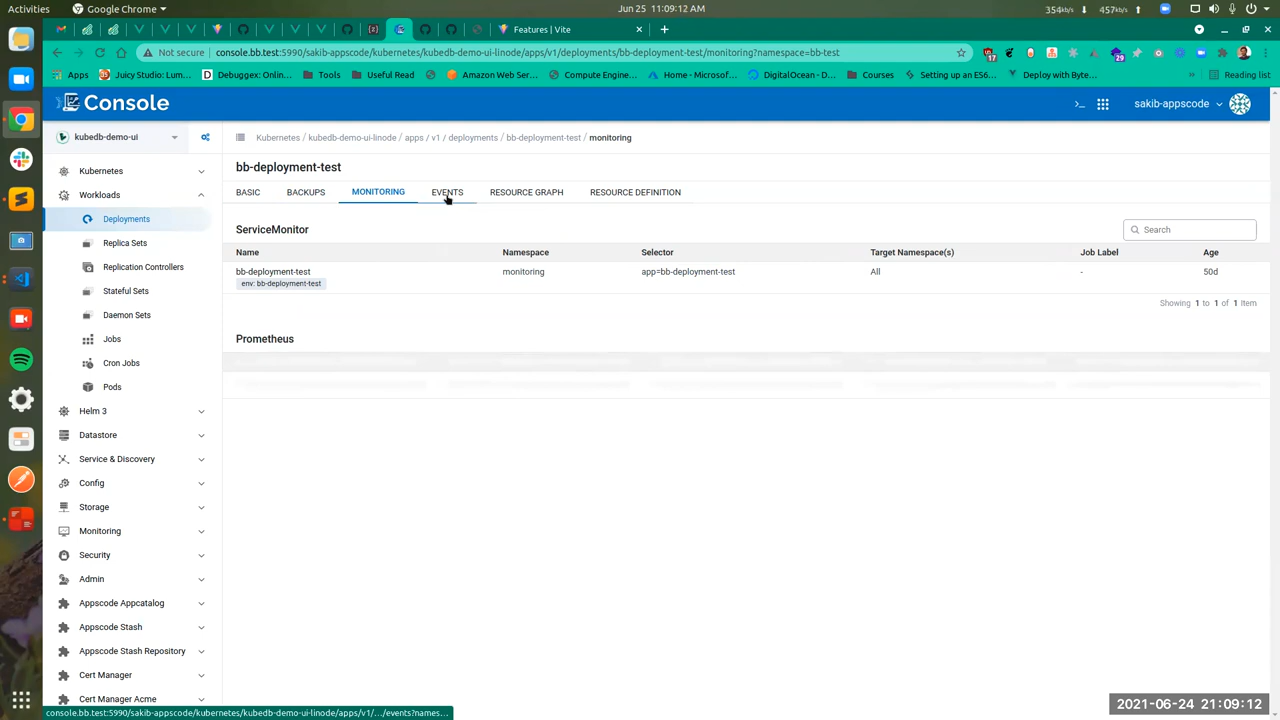 Activities
Google Chrome
Jun 25 11:09:12 AM
354kb/s
31kb/s
Features | Vite
Not secure
console.bb.test:5990/sakib-appscode/kubernetes/kubedb-demo-ui-linode/apps/v1/deployments/bb-deployment-test/monitoring?namespace=bb-test
17
29
Apps
Juicy Studio: Lum...
Debuggex: Onlin...
Tools
Useful Read
Amazon Web Ser...
Compute Engine...
Home - Microsof...
DigitalOcean - D...
Courses
Setting up an ES6...
Deploy with Byte...
»
Reading list
Console
sakib-appscode
kubedb-demo-ui
Kubernetes / kubedb-demo-ui-linode / apps / v1 / deployments / bb-deployment-test / monitoring
bb-deployment-test
BASIC
BACKUPS
MONITORING
EVENTS
RESOURCE GRAPH
RESOURCE DEFINITION
Kubernetes
Workloads
Deployments
Replica Sets
Replication Controllers
Stateful Sets
Daemon Sets
Jobs
Cron Jobs
Pods
Helm 3
Datastore
Service & Discovery
Config
Storage
Monitoring
Security
Admin
Appscode Appcatalog
Appscode Stash
Appscode Stash Repository
Cert Manager
Cert Manager Acme
ServiceMonitor
Search
Name
Namespace
Selector
Target Namespace(s)
Job Label
Age
bb-deployment-test
monitoring
app=bb-deployment-test
All
-
50d
env: bb-deployment-test
Showing 1 to 1 of 1 Item
Prometheus
console.bb.test:5990/sakib-appscode/kubernetes/kubedb-demo-ui-linode/apps/v1/.../events?names...
2021-06-24 21:09:12